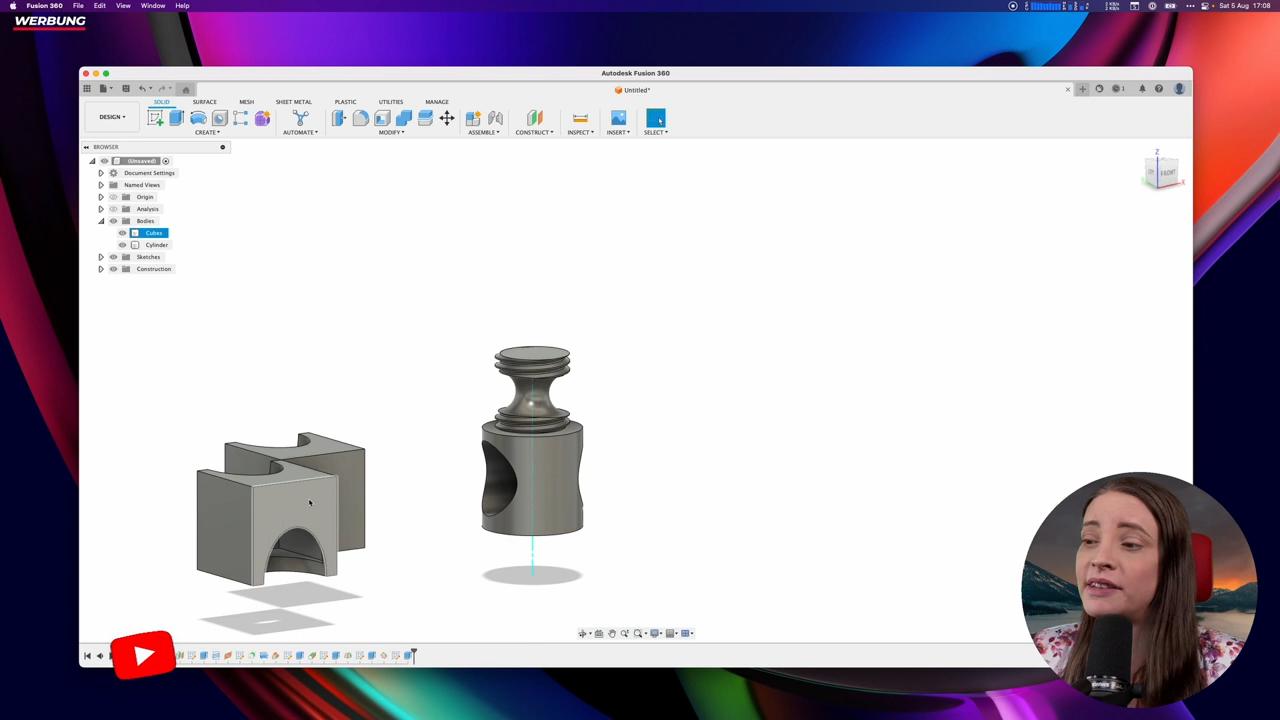 Fusion 360 File Edit View Window Help
Sat 5 Aug 17:08
WERBUNG
Autodesk Fusion 360
Untitled*
1
DESIGN
SOLID SURFACE MESH SHEET METAL PLASTIC UTILITIES MANAGE
CREATE AUTOMATE MODIFY ASSEMBLE CONSTRUCT INSPECT INSERT SELECT
BROWSER
(Unsaved)
Document Settings
Named Views
Origin
Analysis
Bodies
Cubes
Cylinder
Sketches
Construction
Z
FRONT
X